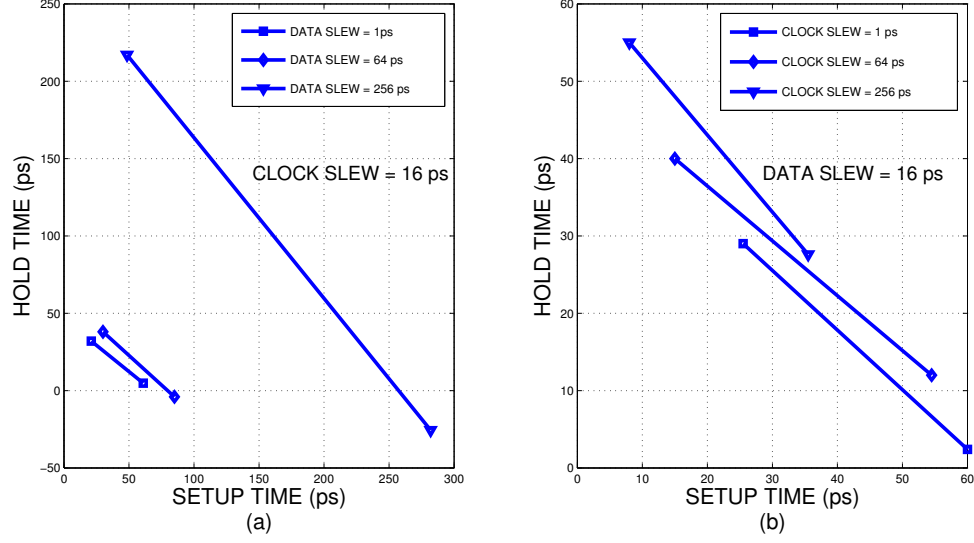 250
200
150
100
50
0
−50
0
50
100
150
200
250
300
HOLD TIME (ps)
SETUP TIME (ps)
DATA SLEW = 1ps
DATA SLEW = 64 ps
DATA SLEW = 256 ps
CLOCK SLEW = 16 ps
(a)
60
50
40
30
20
10
0
0
10
20
30
40
50
60
HOLD TIME (ps)
SETUP TIME (ps)
CLOCK SLEW = 1 ps
CLOCK SLEW = 64 ps
CLOCK SLEW = 256 ps
DATA SLEW = 16 ps
(b)